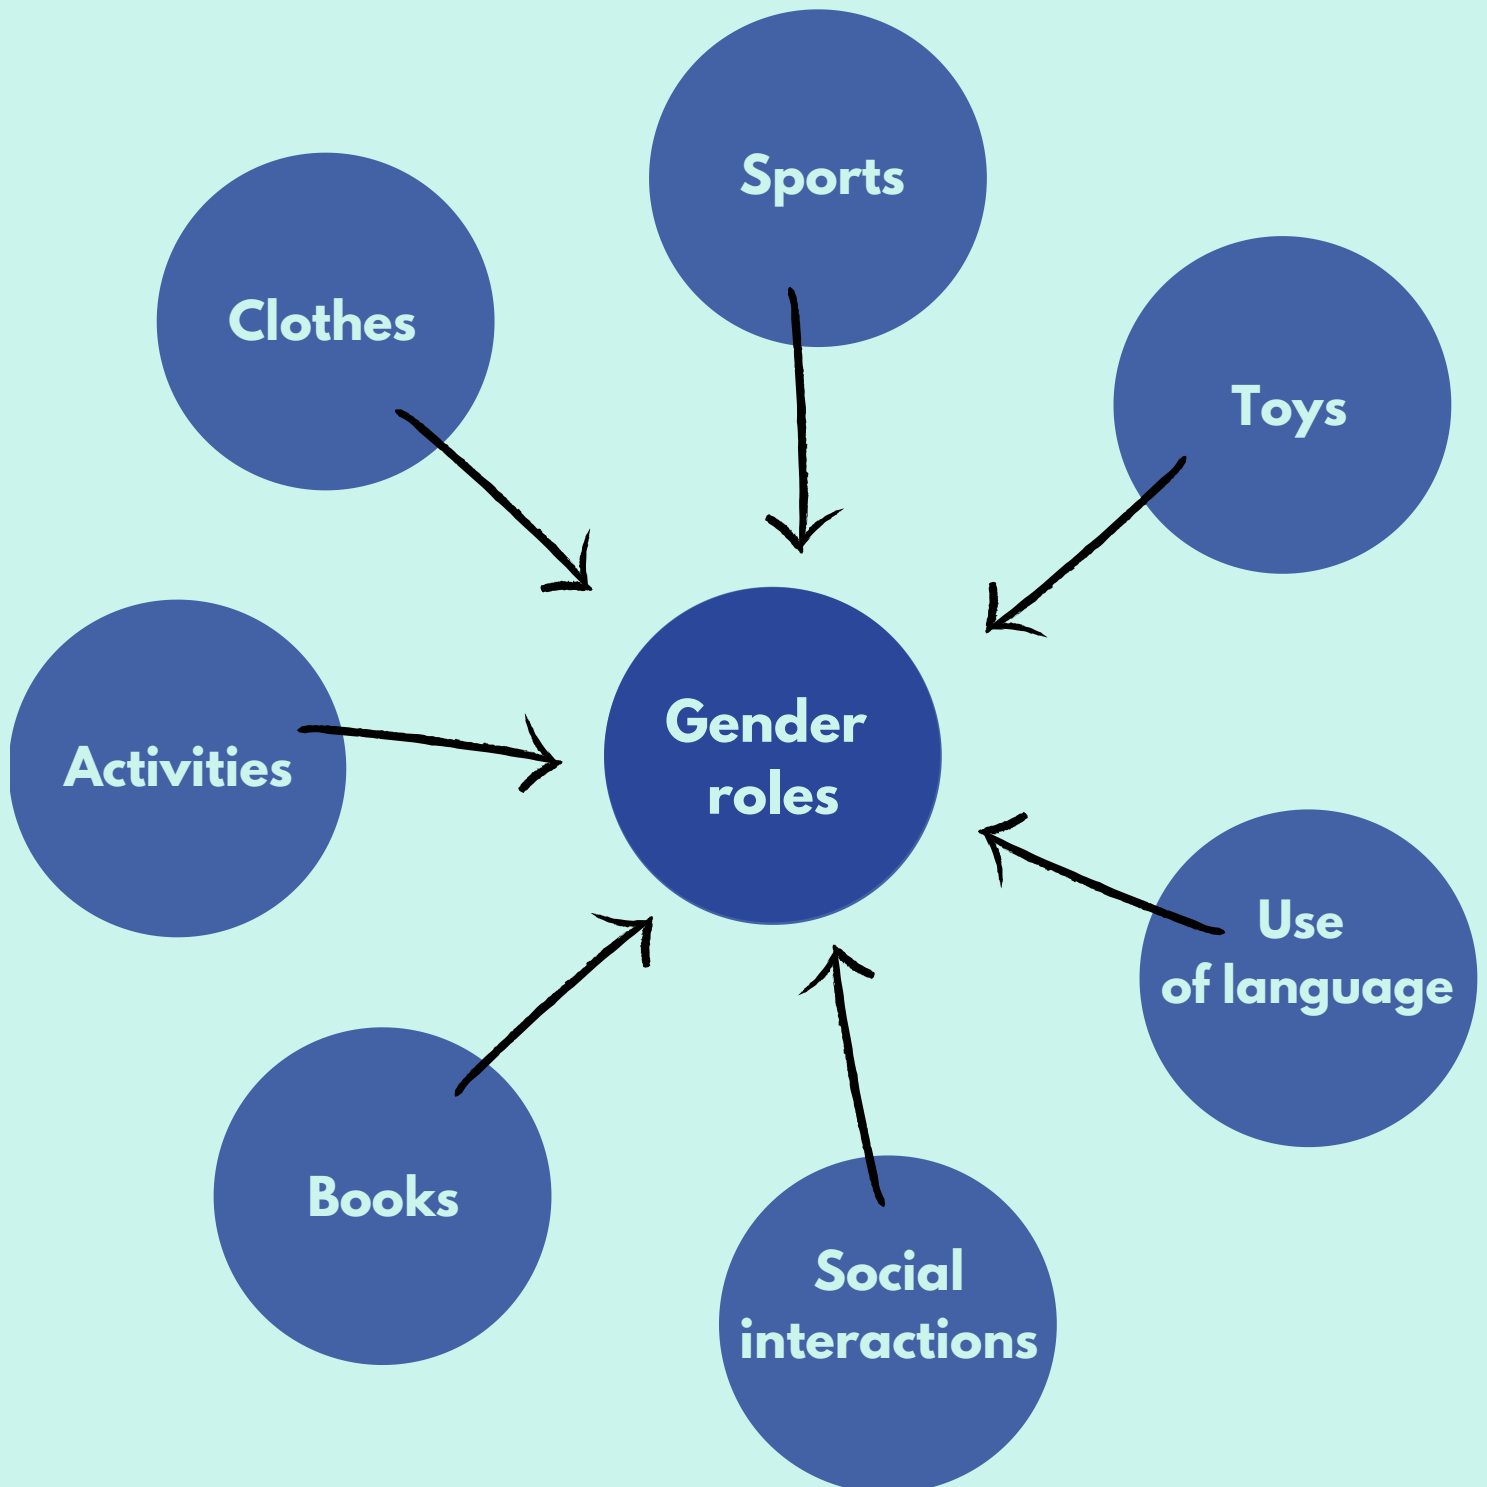 Sports
Clothes
Toys
Gender
roles
Activities
Use
of language
Books
Social
interactions